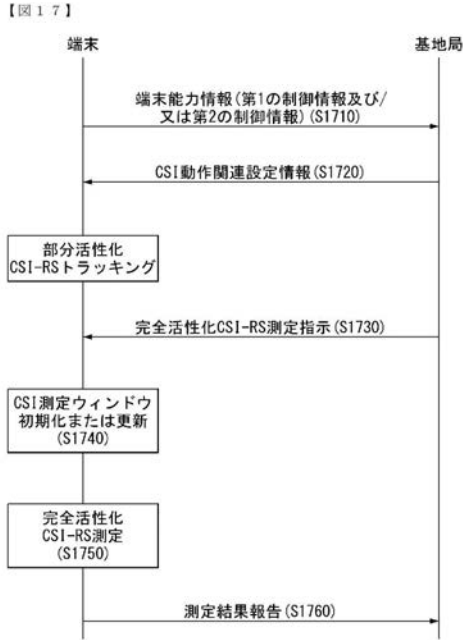 【図１７】
端末
基地局
端末能力情報(第1の制御情報及び/
又は第2の制御情報)(S1710)
CSI動作関連設定情報(S1720)
部分活性化
CSI-RSトラッキング
完全活性化CSI-RS測定指示(S1730)
CSI測定ウィンドウ
初期化または更新
(S1740)
完全活性化
CSI-RS測定
(S1750)
測定結果報告(S1760)